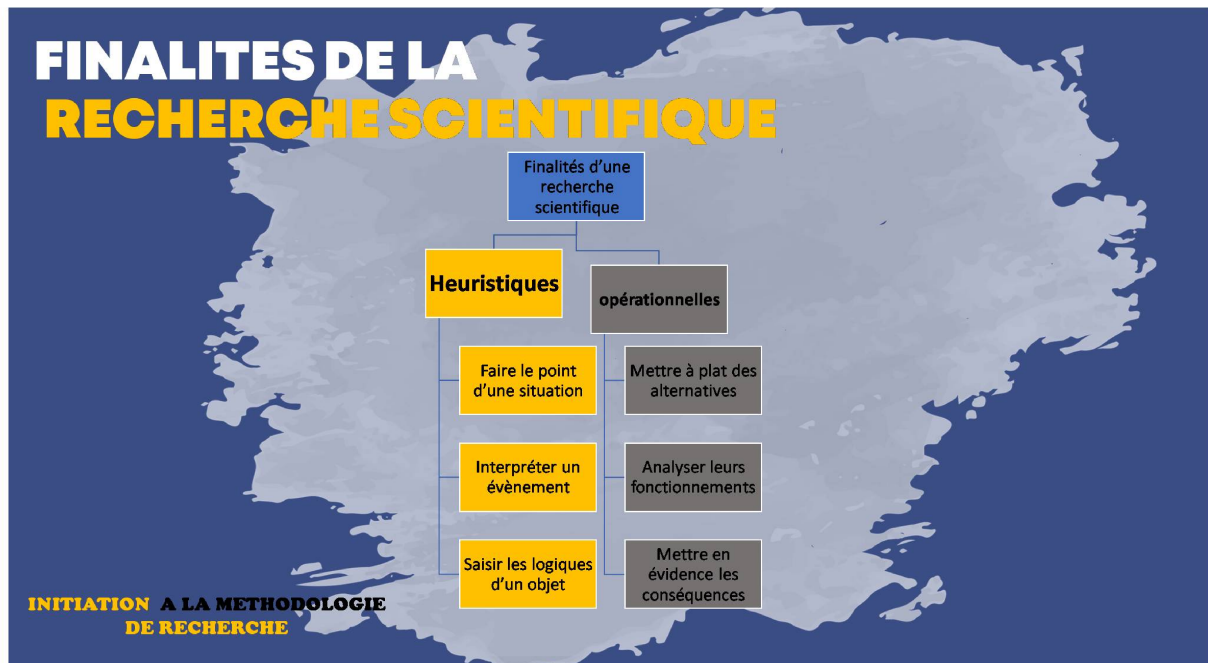 FINALITES DE LA
RECHERCHE SCIENTIFIQUE
Finalités d'une
recherche
scientifique
Heuristiques
Faire le point
d'une situation
Interpréter un
évènement
Saisir les logiques
d'un objet
opérationnelles
Mettre à plat des
alternatives
Analyser leurs
fonctionnements
Mettre en
évidence les
conséquences
INITIATION A LA METHODOLOGIE
DE RECHERCHE